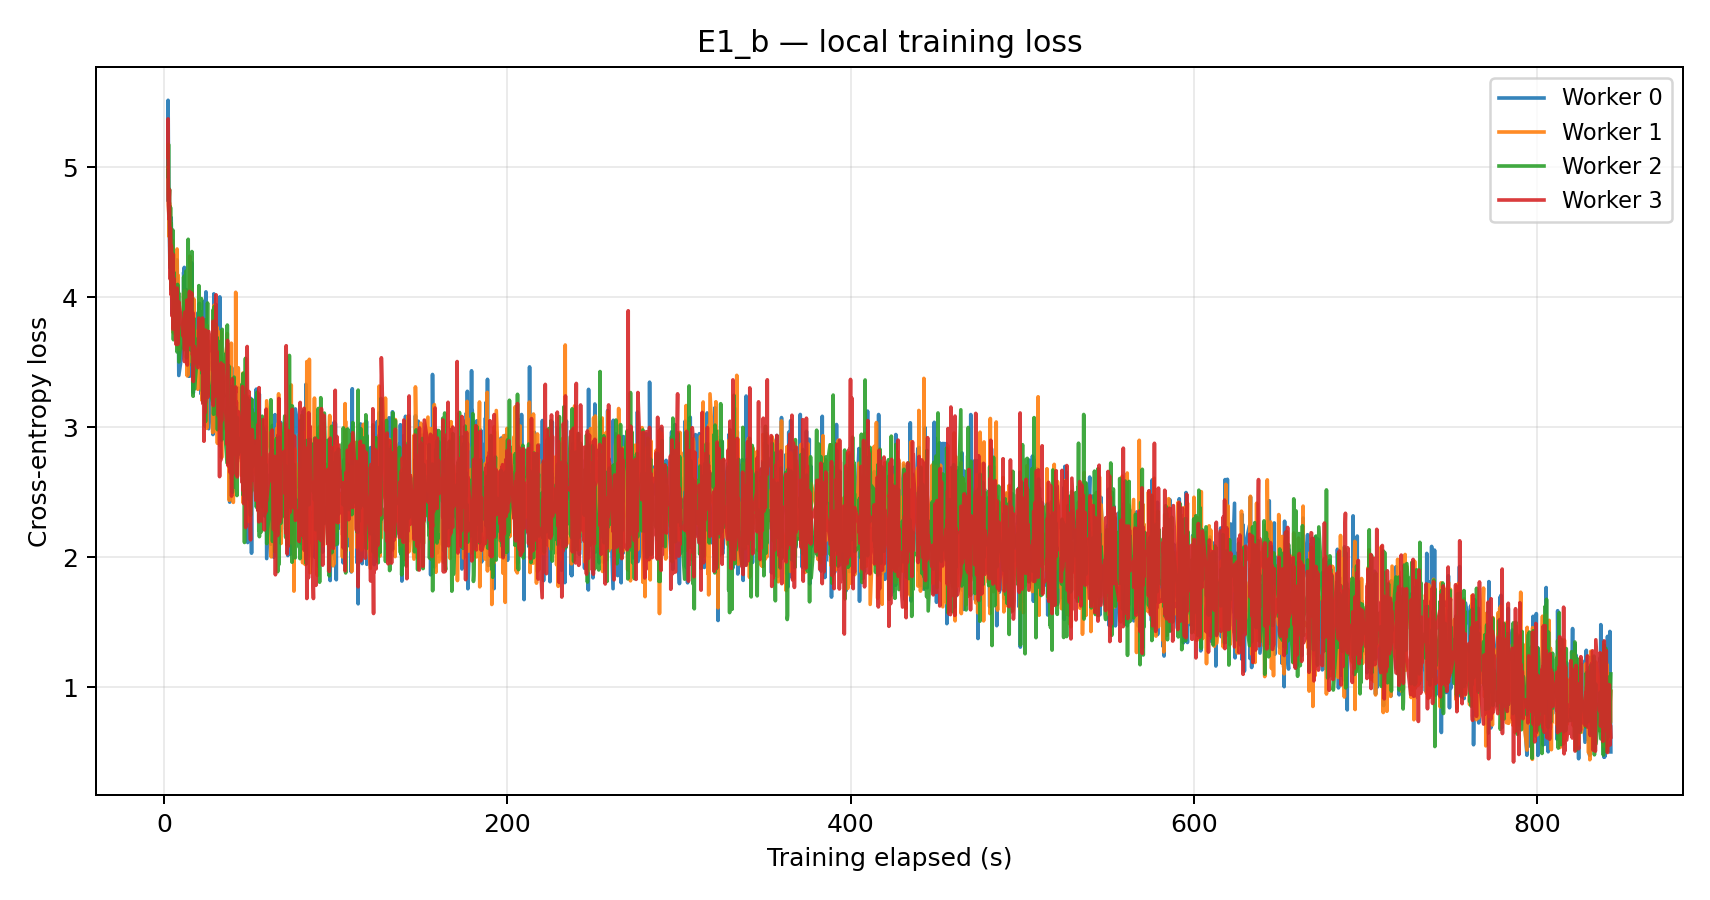 E1_b — local training loss
Worker 0
Worker 1
Worker 2
Worker 3
Cross-entropy loss
5
4
3
2
1
0 200 400 600 800
Training elapsed (s)